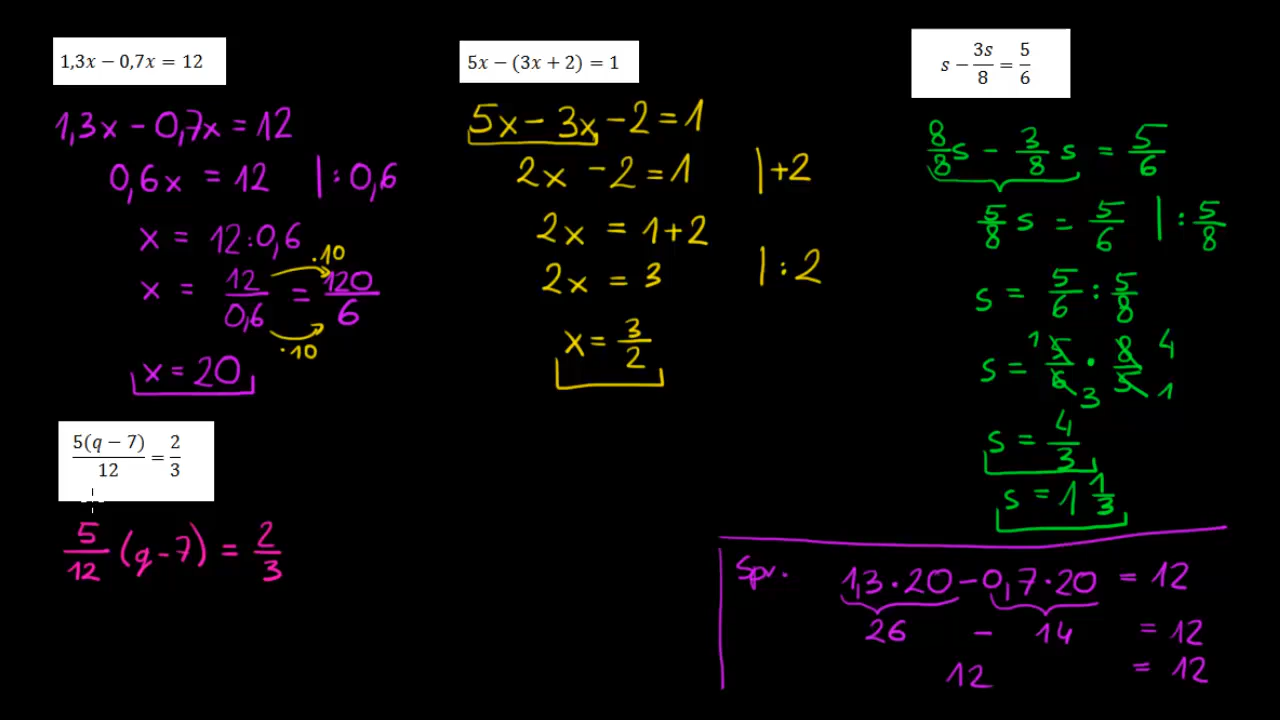 1,3x − 0,7x = 12
1,3x − 0,7x = 12
0,6x = 12 | : 0,6
x = 12:0,6
x = 12/0,6 = 120/6
·10
·10
x = 20
5x − (3x + 2) = 1
5x − 3x − 2 = 1
2x − 2 = 1 | +2
2x = 1+2
2x = 3 | : 2
x = 3/2
s − 3s/8 = 5/6
8/8 s − 3/8 s = 5/6
5/8 s = 5/6 | : 5/8
s = 5/6 : 5/8
s = 1 5/6 3 · 8/5 4 1
s = 4/3
s = 1 1/3
5(q − 7)/12 = 2/3
5/12 (q − 7) = 2/3
Spr. 1,3·20 − 0,7·20 = 12
26 − 14 = 12
12 = 12